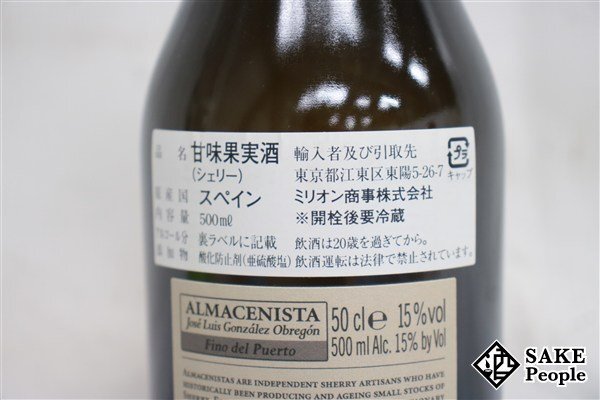 品 名 甘味果実酒
(シェリー)
原産国 スペイン
内容量 500mℓ
アルコール分 裏ラベルに記載
添加物 酸化防止剤(亜硫酸塩)
輸入者及び引取先
東京都江東区東陽5-26-7
ミリオン商事株式会社
※開栓後要冷蔵
飲酒は20歳を過ぎてから。
飲酒運転は法律で禁止されています。
プラ
キャップ
ALMACENISTA
José Luis González Obregón
Fino del Puerto
50 cl e 15% vol
500 ml Alc. 15% by Vol
ALMACENISTAS ARE INDEPENDENT SHERRY ARTISANS WHO HAVE
HISTORICALLY BEEN PRODUCING AND AGEING SMALL STOCKS OF
SAKE
People